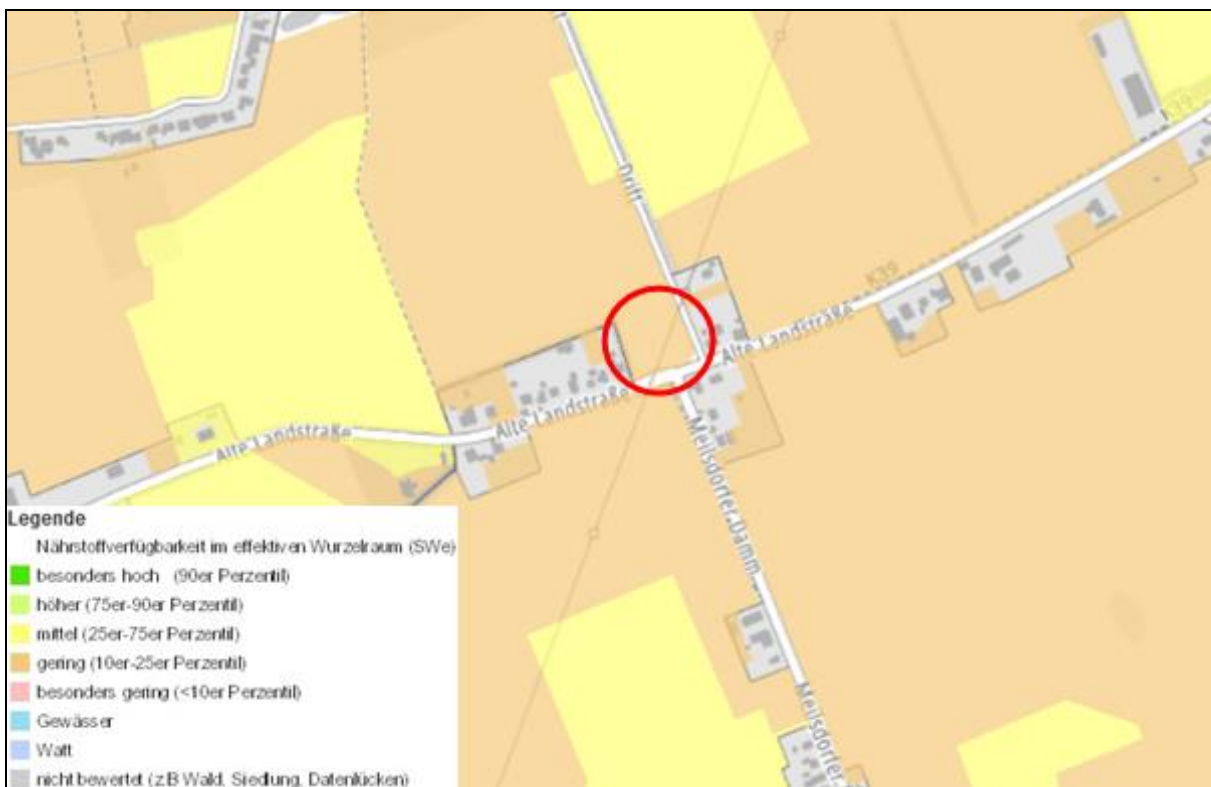 Drift
K39
K39
Alte Landstraße
Alte Landstraße
Alte Landstraße
Meilsdorfer Damm
Meilsdorfer
Legende
Nährstoffverfügbarkeit im effektiven Wurzelraum (SWe)
besonders hoch (90er Perzentil)
höher (75er-90er Perzentil)
mittel (25er-75er Perzentil)
gering (10er-25er Perzentil)
besonders gering (<10er Perzentil)
Gewässer
Watt
nicht bewertet (z.B Wald, Siedlung, Datenlücken)